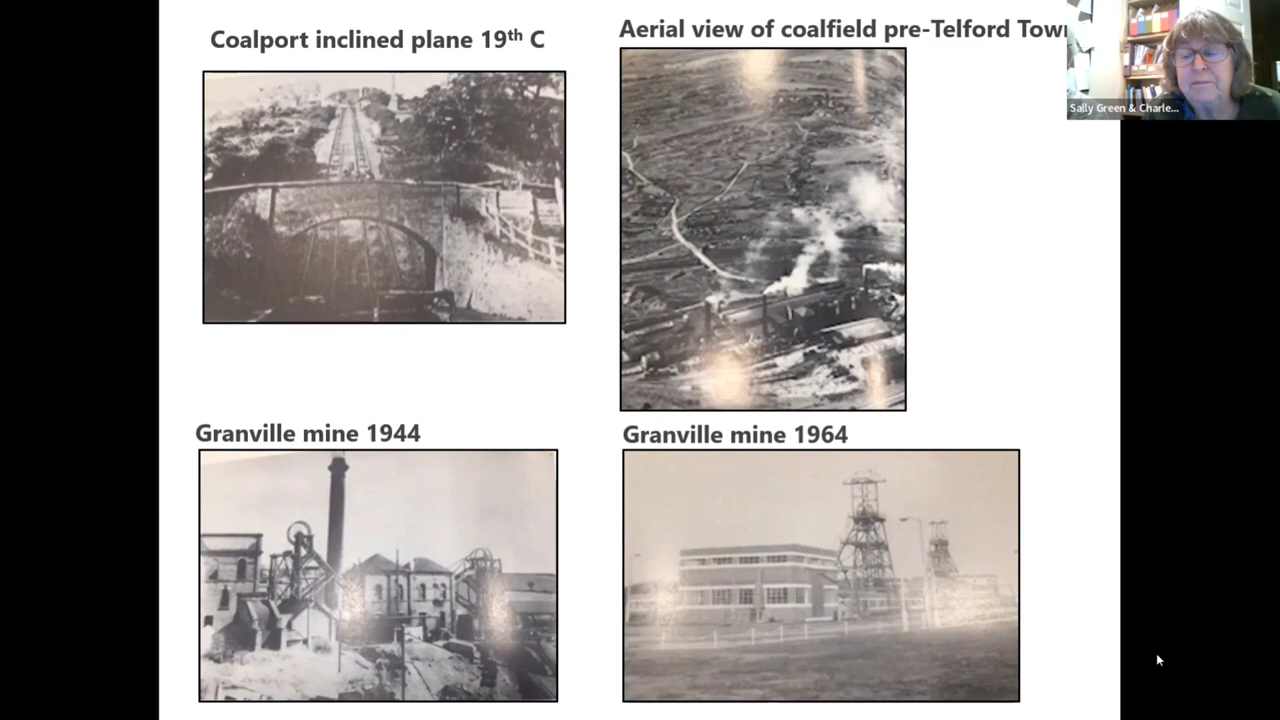 Coalport inclined plane 19th C
Aerial view of coalfield pre-Telford Tow
Sally Green & Charle...
Granville mine 1944
Granville mine 1964